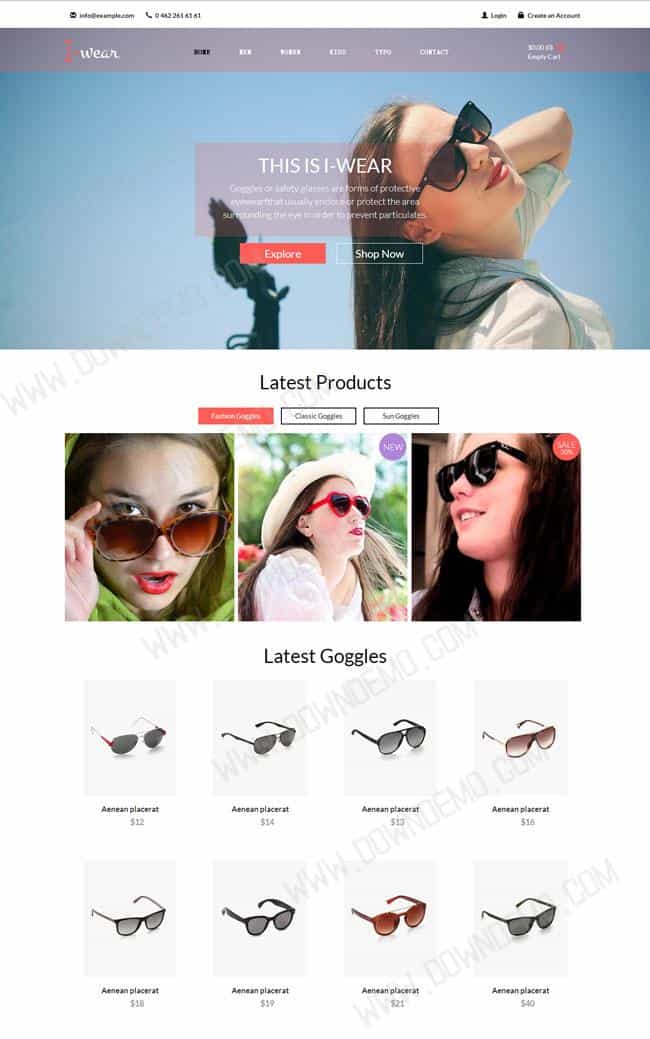 info@example.com
0 462 261 61 61
Login
Create an Account
I-wear
HOME
MEN
WOMEN
KIDS
TYPO
CONTACT
$0.00 (0)
Empty Cart
THIS IS I-WEAR
Goggles or safety glasses are forms of protective
eyewearthat usually enclose or protect the area
surrounding the eye in order to prevent particulates.
Explore
Shop Now
Latest Products
Fashion Goggles
Classic Goggles
Sun Goggles
NEW
SALE
Latest Goggles
Aenean placerat
Aenean placerat
Aenean placerat
Aenean placerat
$12
$14
$13
$16
Aenean placerat
Aenean placerat
Aenean placerat
Aenean placerat
$18
$19
$21
$40
WWW.DOWNDEMO.COM
WWW.DOWNDEMO.COM
WWW.DOWNDEMO.COM
WWW.DOWNDEMO.COM
WWW.DOWNDEMO.COM